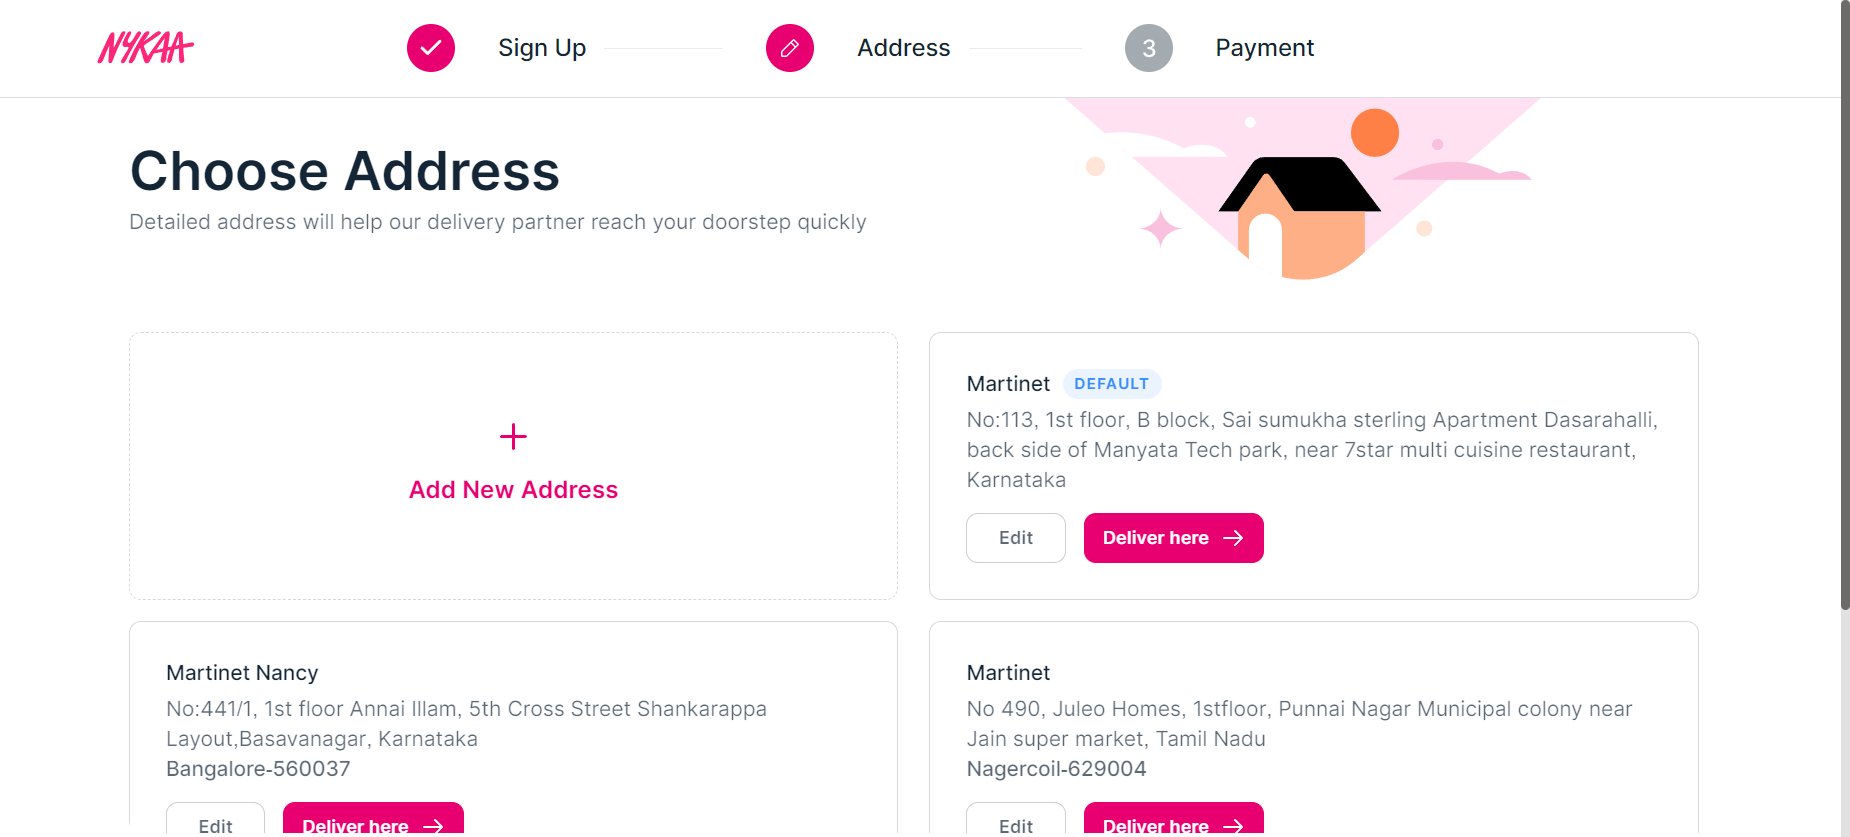 NYKAA
Sign Up
Address
3
Payment
Choose Address
Detailed address will help our delivery partner reach your doorstep quickly
Add New Address
Martinet DEFAULT
No:113, 1st floor, B block, Sai sumukha sterling Apartment Dasarahalli,
back side of Manyata Tech park, near 7star multi cuisine restaurant,
Karnataka
Edit
Deliver here
Martinet Nancy
No:441/1, 1st floor Annai Illam, 5th Cross Street Shankarappa
Layout,Basavanagar, Karnataka
Bangalore-560037
Edit
Deliver here
Martinet
No 490, Juleo Homes, 1stfloor, Punnai Nagar Municipal colony near
Jain super market, Tamil Nadu
Nagercoil-629004
Edit
Deliver here